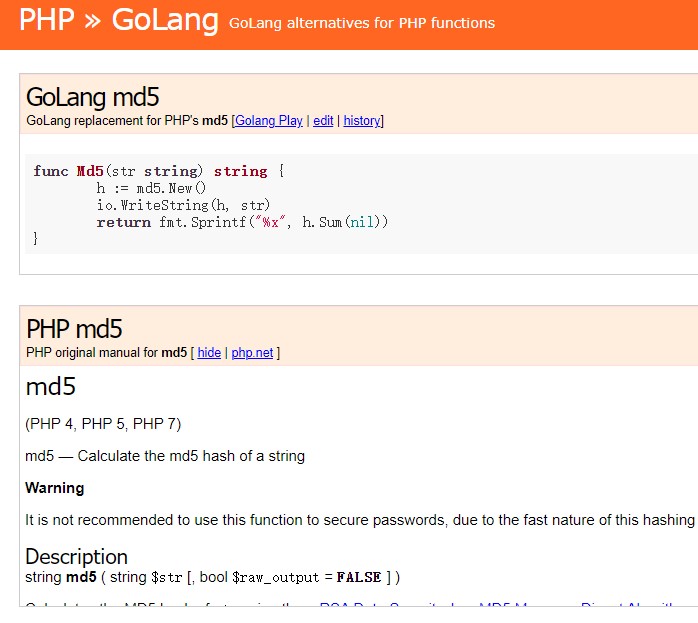 PHP » GoLang GoLang alternatives for PHP functions
GoLang md5
GoLang replacement for PHP's md5 [Golang Play | edit | history]
func Md5(str string) string {
h := md5.New()
io.WriteString(h, str)
return fmt.Sprintf("%x", h.Sum(nil))
}
PHP md5
PHP original manual for md5 [ hide | php.net ]
md5
(PHP 4, PHP 5, PHP 7)
md5 — Calculate the md5 hash of a string
Warning
It is not recommended to use this function to secure passwords, due to the fast nature of this hashing
Description
string md5 ( string $str [, bool $raw_output = FALSE ] )